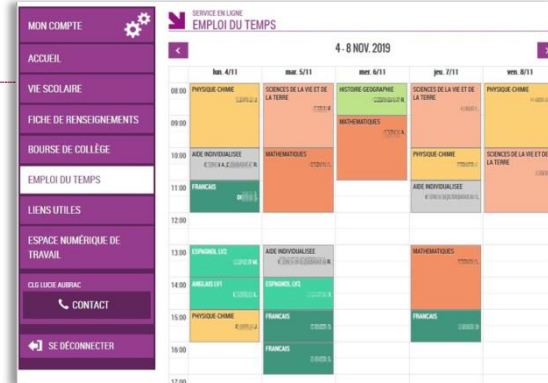 MON COMPTE
ACCUEIL
VIE SCOLAIRE
FICHE DE RENSEIGNEMENTS
BOURSE DE COLLÈGE
EMPLOI DU TEMPS
LIENS UTILES
ESPACE NUMÉRIQUE DE
TRAVAIL
CLG LUCIE AUBRAC
CONTACT
SE DÉCONNECTER
SERVICE EN LIGNE
EMPLOI DU TEMPS
4 - 8 NOV. 2019
lun. 4/11 mar. 5/11 mer. 6/11 jeu. 7/11 ven. 8/11
08:00 PHYSIQUE-CHIMIE SCIENCES DE LA VIE ET DE HISTOIRE-GEOGRAPHIE SCIENCES DE LA VIE ET DE PHYSIQUE-CHIMIE
LA TERRE LA TERRE
09:00 MATHEMATIQUES
10:00 AIDE INDIVIDUALISEE MATHEMATIQUES PHYSIQUE-CHIMIE SCIENCES DE LA VIE ET DE
LA TERRE
11:00 FRANCAIS AIDE INDIVIDUALISEE
12:00
13:00 ESPAGNOL LV2 AIDE INDIVIDUALISEE MATHEMATIQUES
14:00 ANGLAIS LV1 ESPAGNOL LV2
15:00 PHYSIQUE-CHIMIE FRANCAIS FRANCAIS
16:00 FRANCAIS
17:00